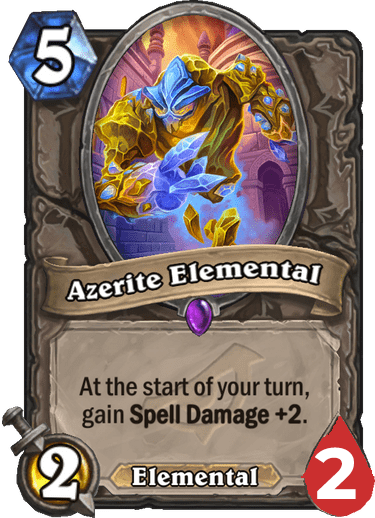 5
Azerite Elemental
At the start of your turn,
gain Spell Damage +2.
2
Elemental
2